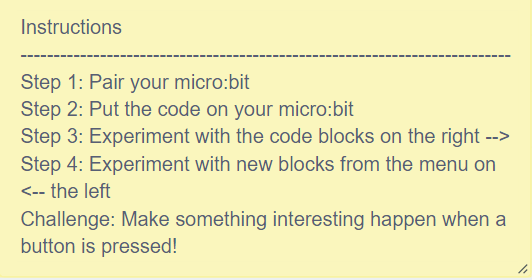 Instructions
-------------------------------------------------------------------------
Step 1: Pair your micro:bit
Step 2: Put the code on your micro:bit
Step 3: Experiment with the code blocks on the right -->
Step 4: Experiment with new blocks from the menu on
<-- the left
Challenge: Make something interesting happen when a
button is pressed!